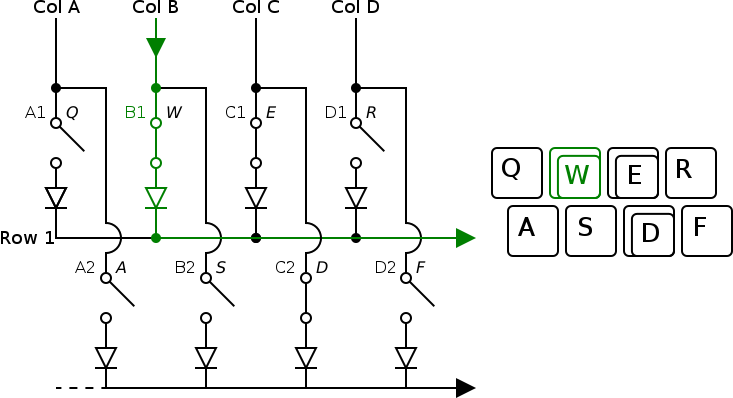 Col A Col B Col C Col D
A1 Q B1 W C1 E D1 R
Q W E R
A S D F
Row 1
A2 A B2 S C2 D D2 F